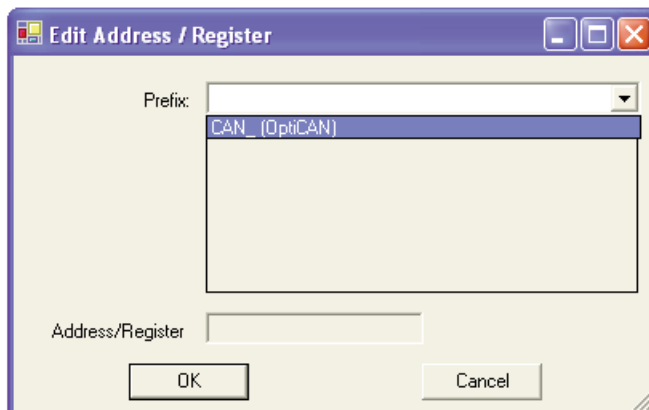 Edit Address / Register
Prefix:
CAN_ (OptiCAN)
Address/Register
OK
Cancel